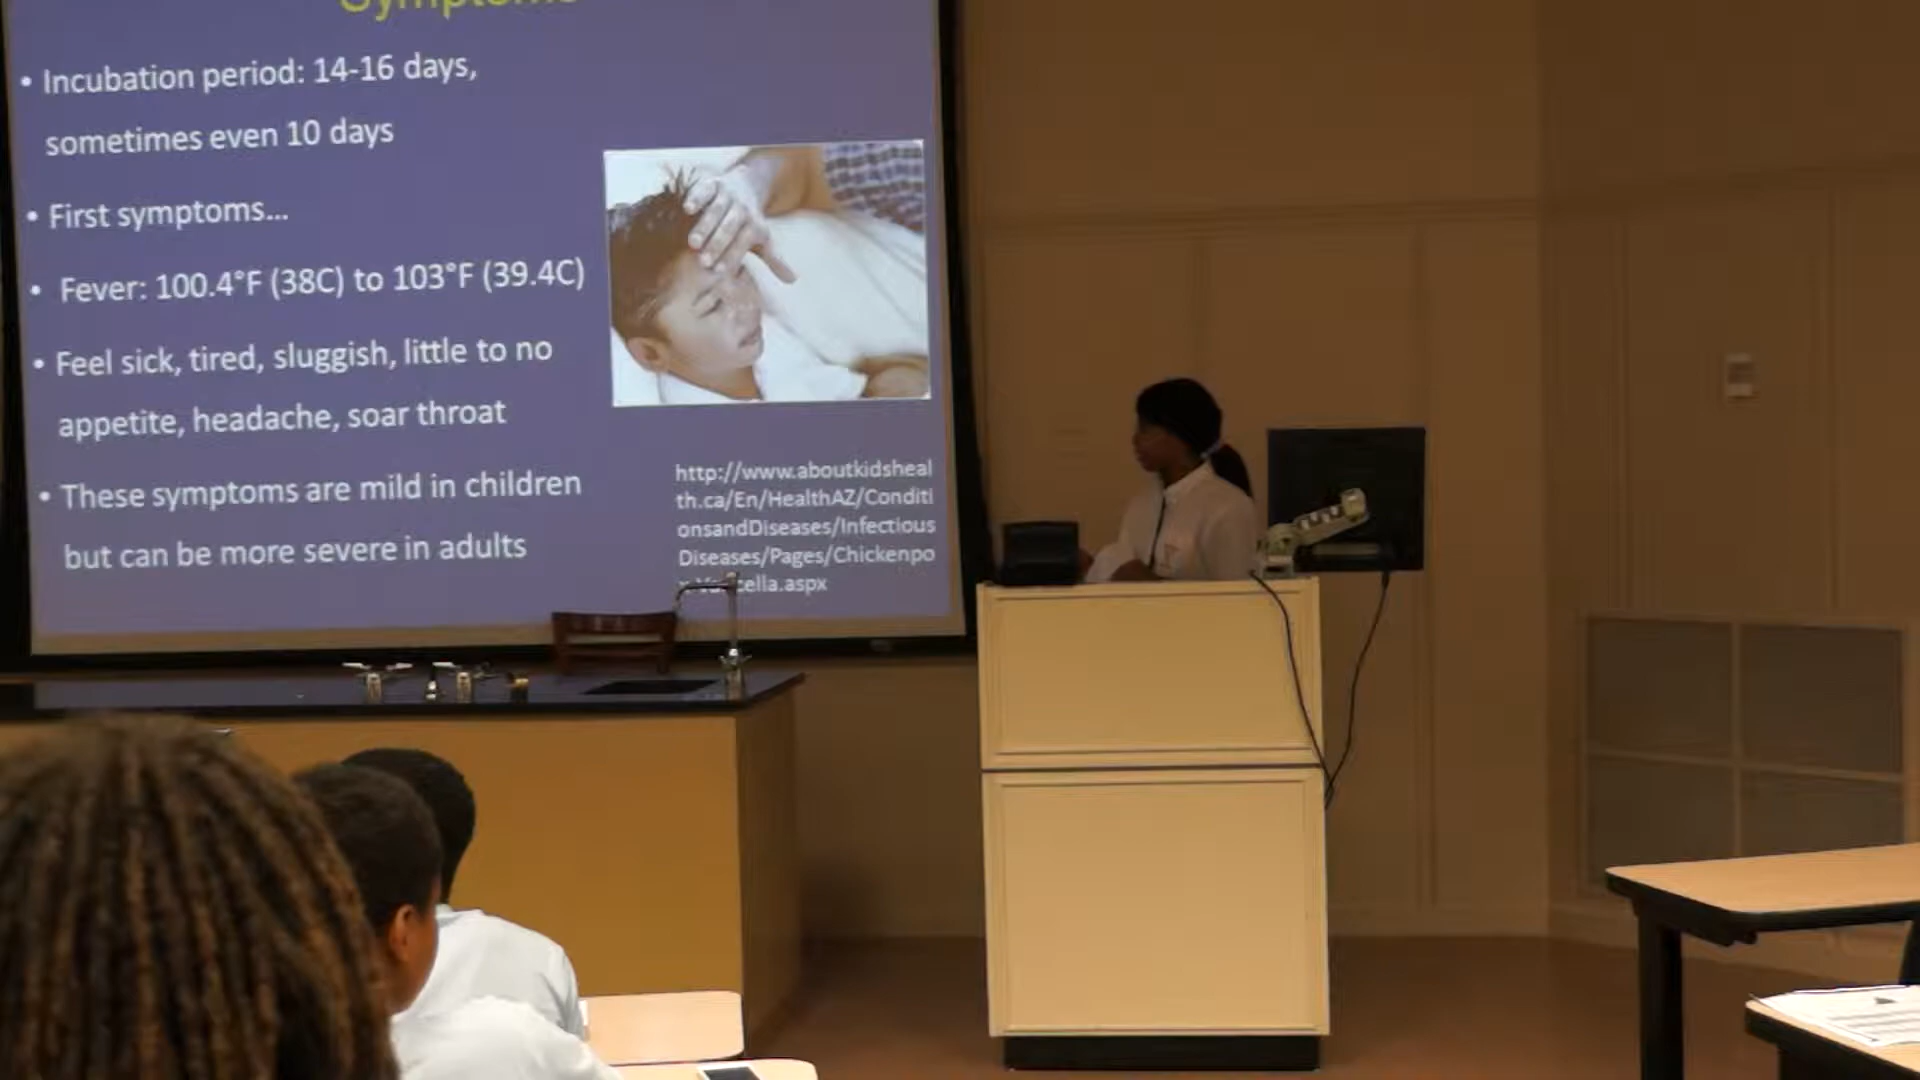 Symptoms
• Incubation period: 14-16 days,
sometimes even 10 days
• First symptoms...
• Fever: 100.4°F (38C) to 103°F (39.4C)
• Feel sick, tired, sluggish, little to no
appetite, headache, soar throat
• These symptoms are mild in children
but can be more severe in adults
http://www.aboutkidsheal
th.ca/En/HealthAZ/Conditi
onsandDiseases/Infectious
Diseases/Pages/Chickenpo
x-Varicella.aspx